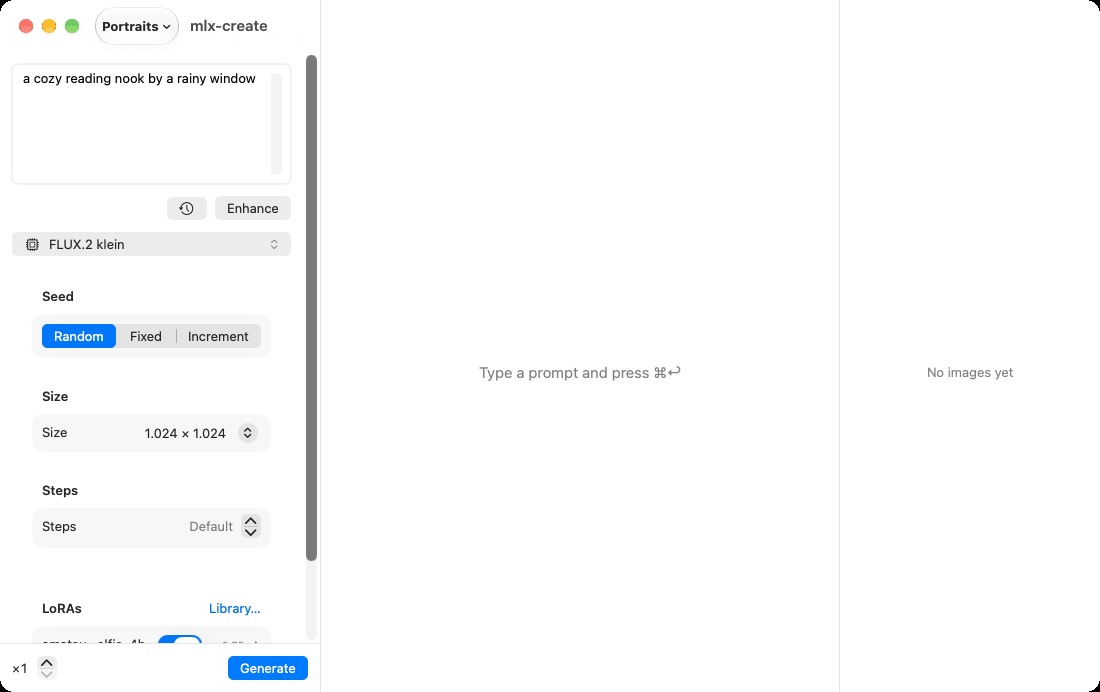 Portraits
mlx-create
a cozy reading nook by a rainy window
Enhance
FLUX.2 klein
Seed
Random
Fixed
Increment
Size
Size
1.024 × 1.024
Steps
Steps
Default
LoRAs
Library...
×1
Generate
Type a prompt and press ⌘↩
No images yet